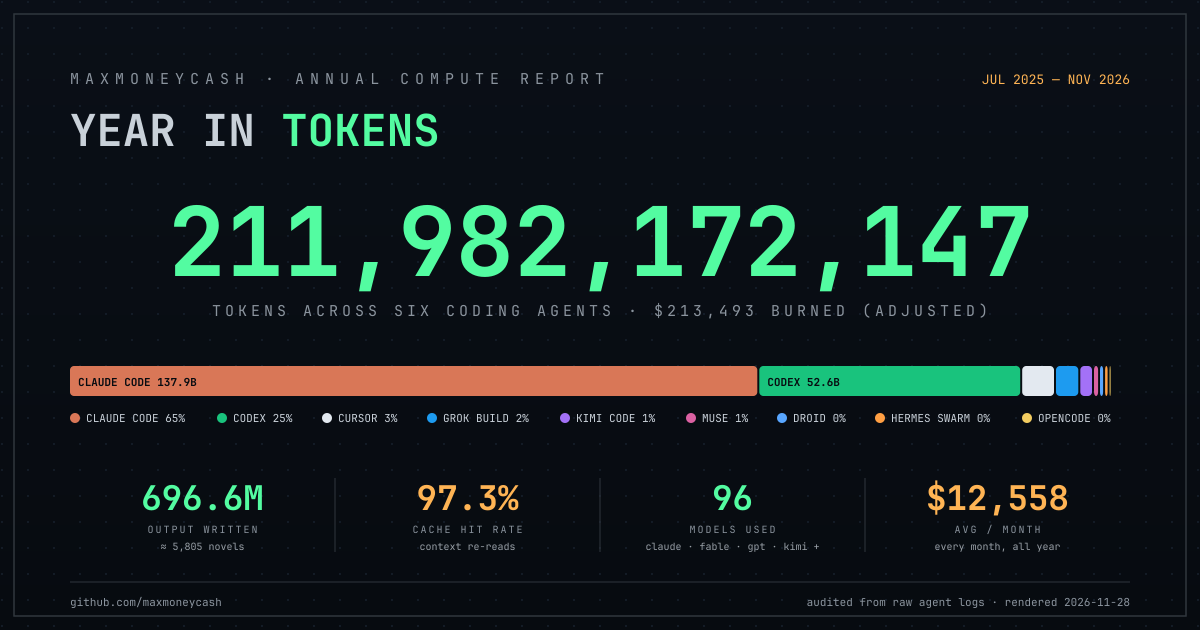 MAXMONEYCASH · ANNUAL COMPUTE REPORT
JUL 2025 — NOV 2026
YEAR IN TOKENS
211,982,172,147
TOKENS ACROSS SIX CODING AGENTS · $213,493 BURNED (ADJUSTED)
CLAUDE CODE 137.9B CODEX 52.6B
CLAUDE CODE 65% CODEX 25% CURSOR 3% GROK BUILD 2% KIMI CODE 1% MUSE 1% DROID 0% HERMES SWARM 0% OPENCODE 0%
696.6M 97.3% 96 $12,558
OUTPUT WRITTEN CACHE HIT RATE MODELS USED AVG / MONTH
≈ 5,805 novels context re-reads claude · fable · gpt · kimi + every month, all year
github.com/maxmoneycash audited from raw agent logs · rendered 2026-11-28